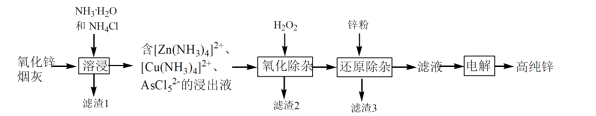 NH₃·H₂O
和 NH₄Cl
H₂O₂
锌粉
氧化锌
烟灰
溶浸
含[Zn(NH₃)₄]²⁺、
[Cu(NH₃)₄]²⁺、
AsCl₅²⁻的浸出液
氧化除杂
还原除杂
滤液
电解
高纯锌
滤渣1
滤渣2
滤渣3